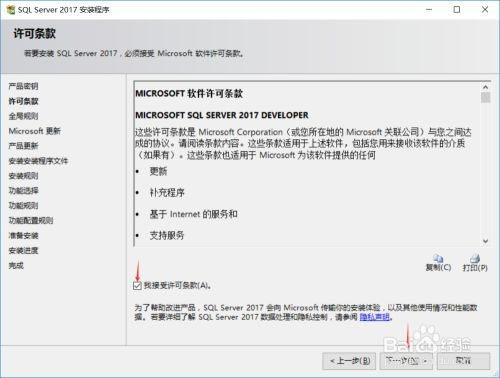 SQL Server 2017 安装程序
许可条款
若要安装 SQL Server 2017，必须接受 Microsoft 软件许可条款。
产品密钥
许可条款
全局规则
Microsoft 更新
产品更新
安装安装程序文件
安装规则
功能选择
功能规则
功能配置规则
准备安装
安装进度
完成
MICROSOFT 软件许可条款
MICROSOFT SQL SERVER 2017 DEVELOPER
这些许可条款是 Microsoft Corporation（或您所在地的 Microsoft 关联公司）与您之间达
成的协议。请阅读条款内容。这些条款适用于上述软件，包括您用来接收该软件的介质
（如果有）。这些条款也适用于 Microsoft 为该软件提供的任何
• 更新
• 补充程序
• 基于 Internet 的服务和
• 支持服务
复制(C) 打印(P)
我接受许可条款(A)。
为了帮助改进产品，SQL Server 2017 会向 Microsoft 传输你的安装体验，以及其他使用情况和性能数
据。若要详细了解 SQL Server 2017 数据处理和隐私控制，请参阅 隐私声明。
< 上一步(B) 下一步(N) > 取消
Baidu 经验